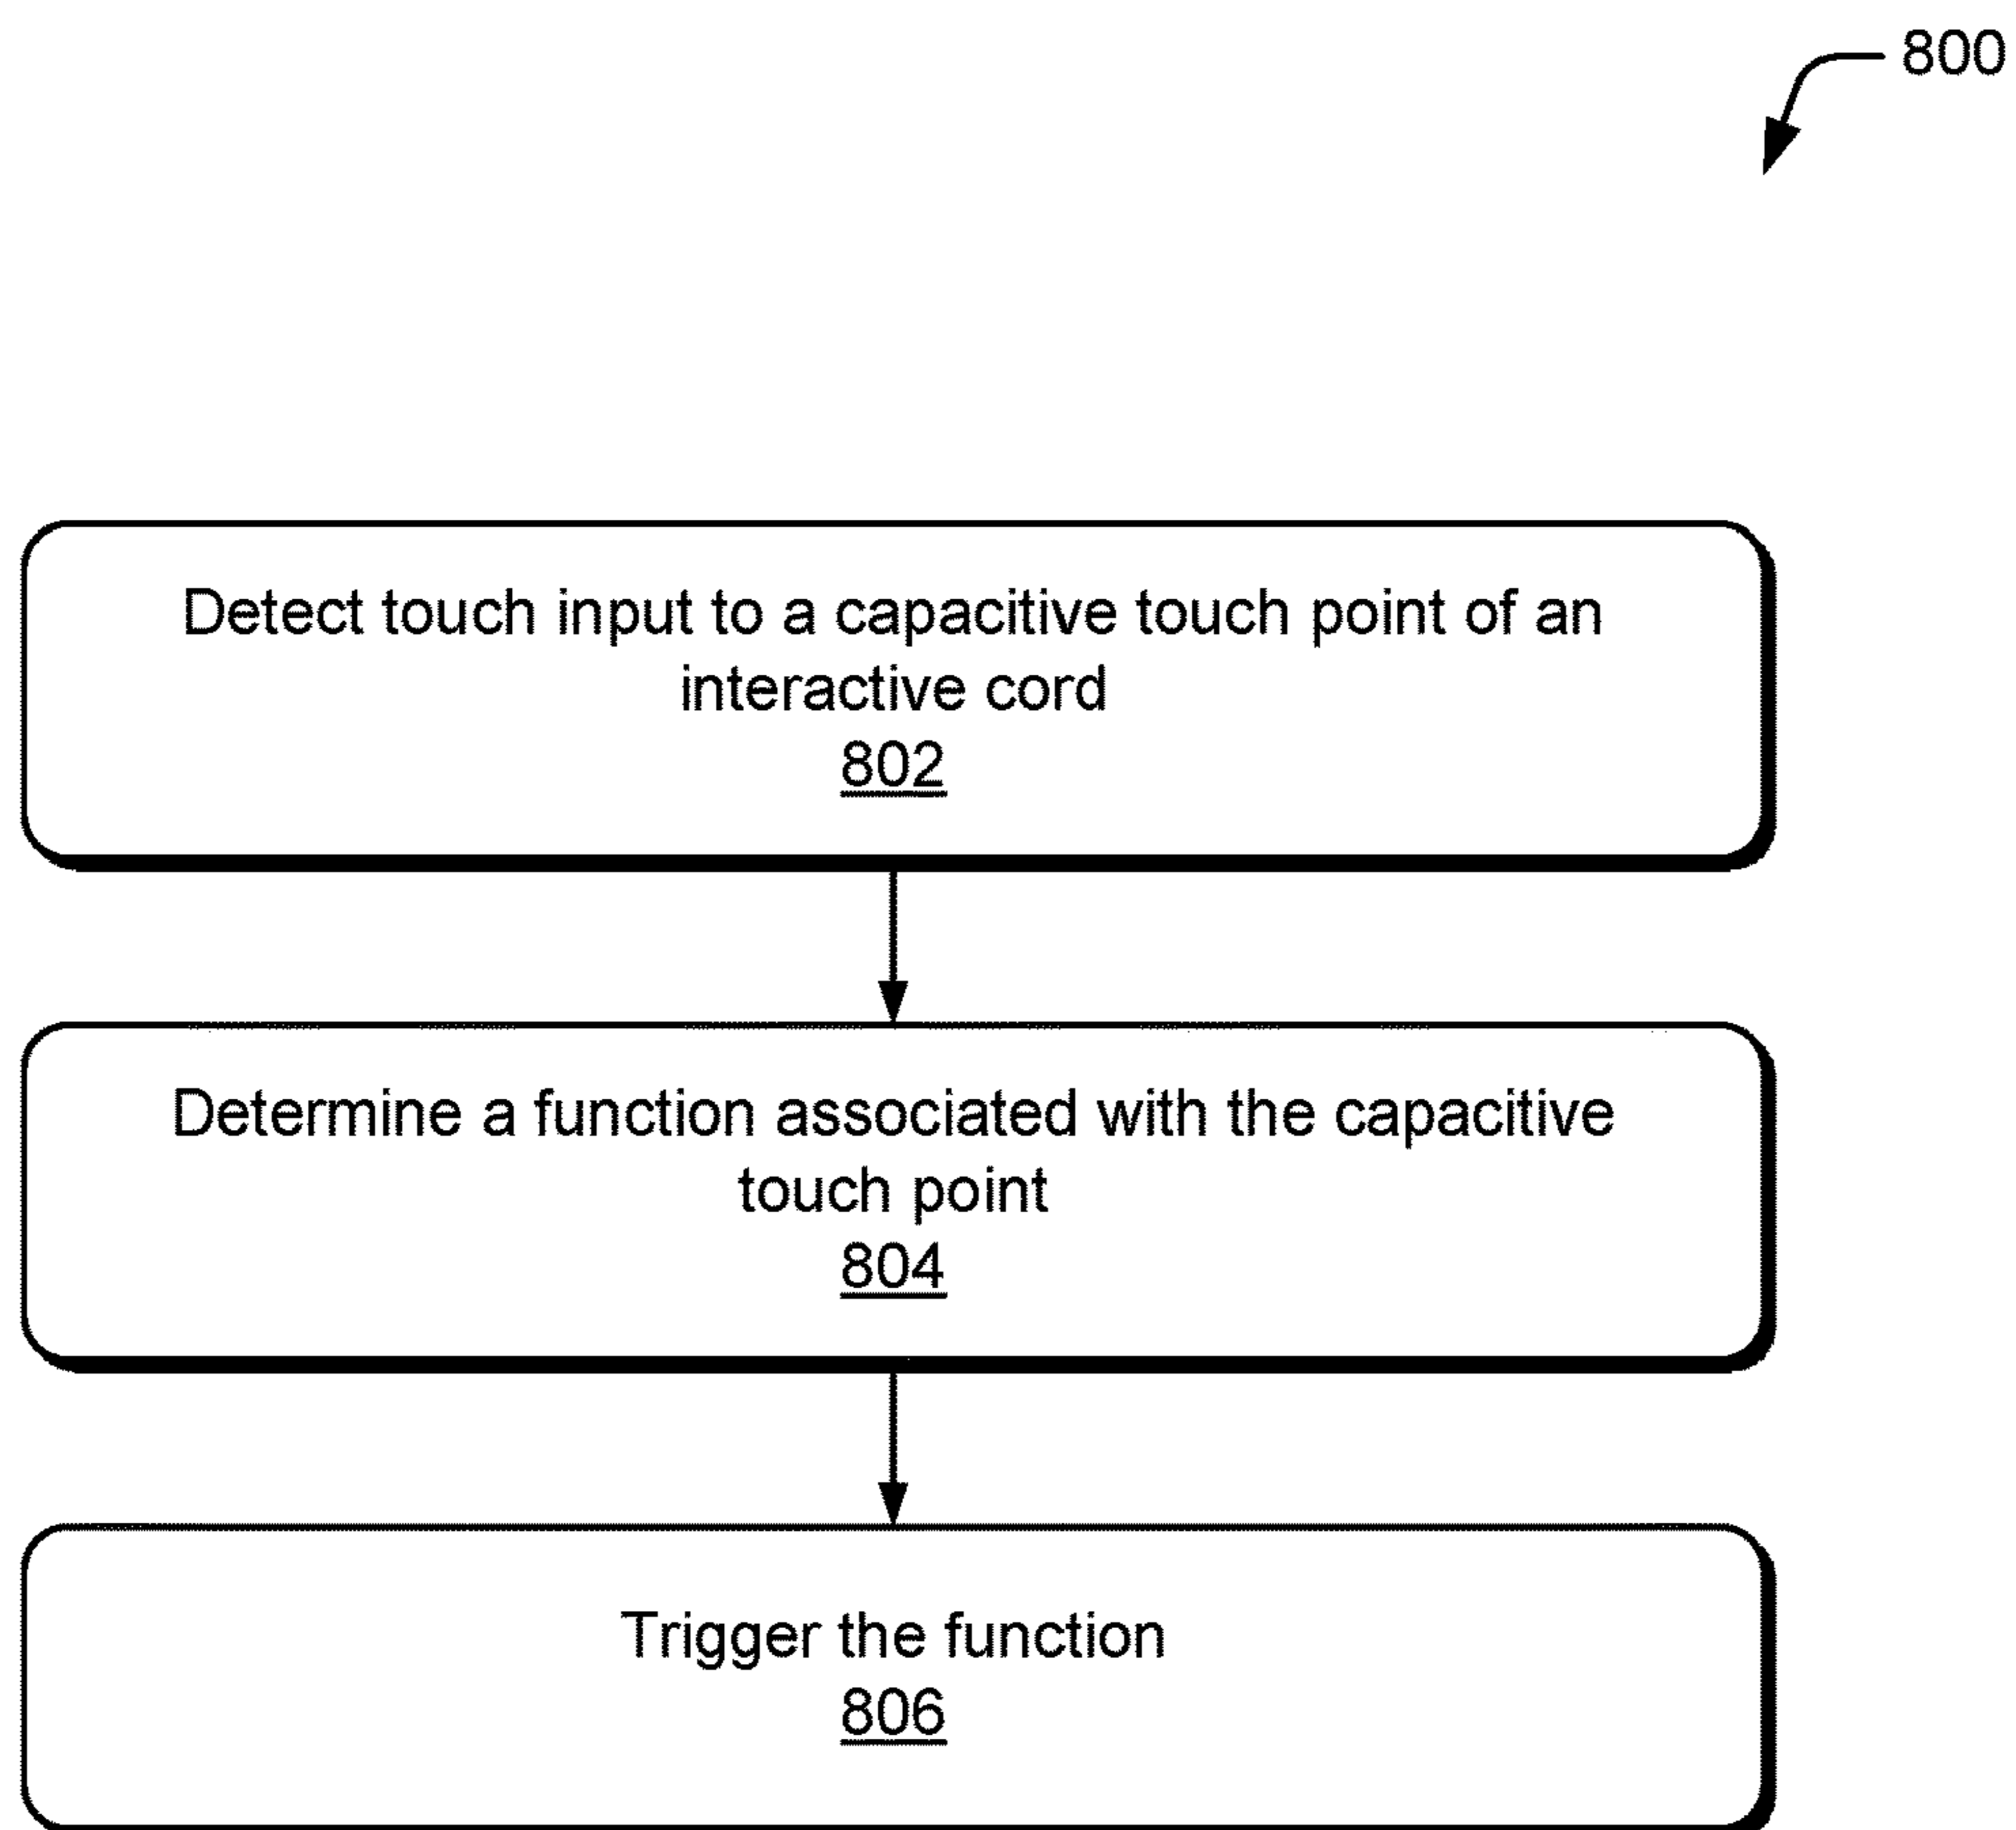 800
Detect touch input to a capacitive touch point of an
interactive cord
802
Determine a function associated with the capacitive
touch point
804
Trigger the function
806